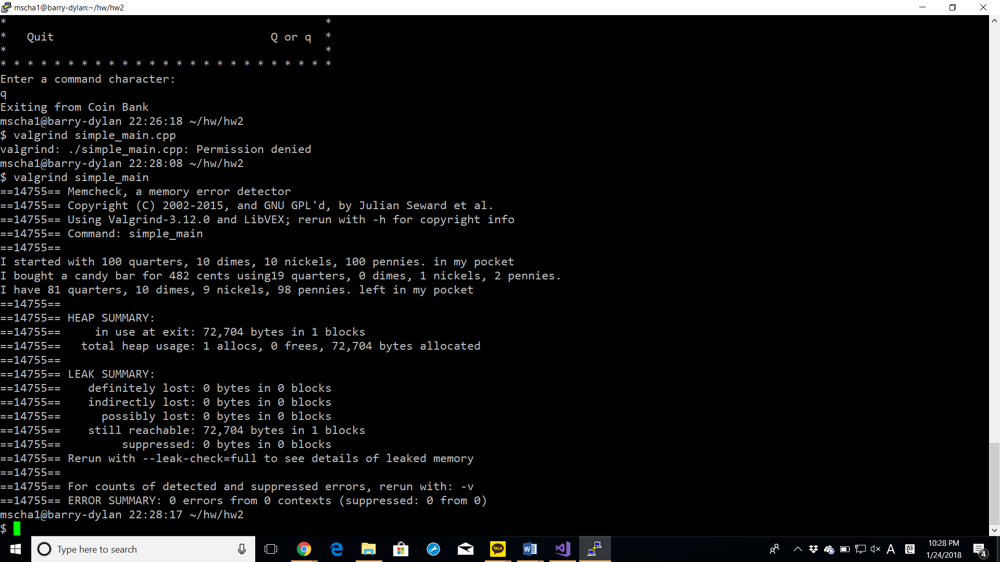 mscha1@barry-dylan:~/hw/hw2
* *
* Quit Q or q *
* *
* * * * * * * * * * * * * * * * * * * * * * * * *
Enter a command character:
q
Exiting from Coin Bank
mscha1@barry-dylan 22:26:18 ~/hw/hw2
$ valgrind simple_main.cpp
valgrind: ./simple_main.cpp: Permission denied
mscha1@barry-dylan 22:28:08 ~/hw/hw2
$ valgrind simple_main
==14755== Memcheck, a memory error detector
==14755== Copyright (C) 2002-2015, and GNU GPL'd, by Julian Seward et al.
==14755== Using Valgrind-3.12.0 and LibVEX; rerun with -h for copyright info
==14755== Command: simple_main
==14755==
I started with 100 quarters, 10 dimes, 10 nickels, 100 pennies. in my pocket
I bought a candy bar for 482 cents using19 quarters, 0 dimes, 1 nickels, 2 pennies.
I have 81 quarters, 10 dimes, 9 nickels, 98 pennies. left in my pocket
==14755==
==14755== HEAP SUMMARY:
==14755==     in use at exit: 72,704 bytes in 1 blocks
==14755==   total heap usage: 1 allocs, 0 frees, 72,704 bytes allocated
==14755==
==14755== LEAK SUMMARY:
==14755==    definitely lost: 0 bytes in 0 blocks
==14755==    indirectly lost: 0 bytes in 0 blocks
==14755==      possibly lost: 0 bytes in 0 blocks
==14755==    still reachable: 72,704 bytes in 1 blocks
==14755==         suppressed: 0 bytes in 0 blocks
==14755== Rerun with --leak-check=full to see details of leaked memory
==14755==
==14755== For counts of detected and suppressed errors, rerun with: -v
==14755== ERROR SUMMARY: 0 errors from 0 contexts (suppressed: 0 from 0)
mscha1@barry-dylan 22:28:17 ~/hw/hw2
$
Type here to search
TALK
A
한
10:28 PM
1/24/2018
4